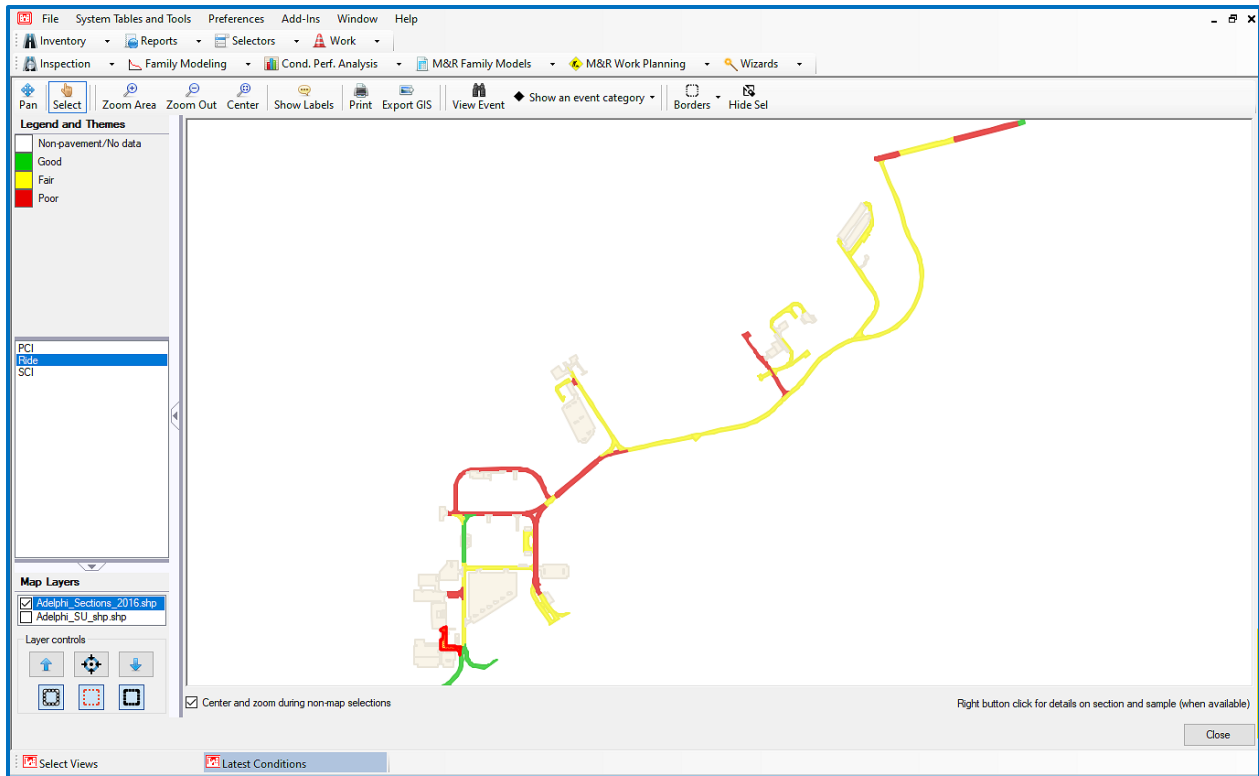 File System Tables and Tools Preferences Add-Ins Window Help
Inventory Reports Selectors Work
Inspection Family Modeling Cond. Perf. Analysis M&R Family Models M&R Work Planning Wizards
Pan Select Zoom Area Zoom Out Center Show Labels Print Export GIS View Event Show an event category Borders Hide Sel
Legend and Themes
Non-pavement/No data
Good
Fair
Poor
PCI
Ride
SCI
Map Layers
Adelphi_Sections_2016.shp
Adelphi_SU_shp.shp
Layer controls
Center and zoom during non-map selections
Right button click for details on section and sample (when available)
Close
Select Views Latest Conditions